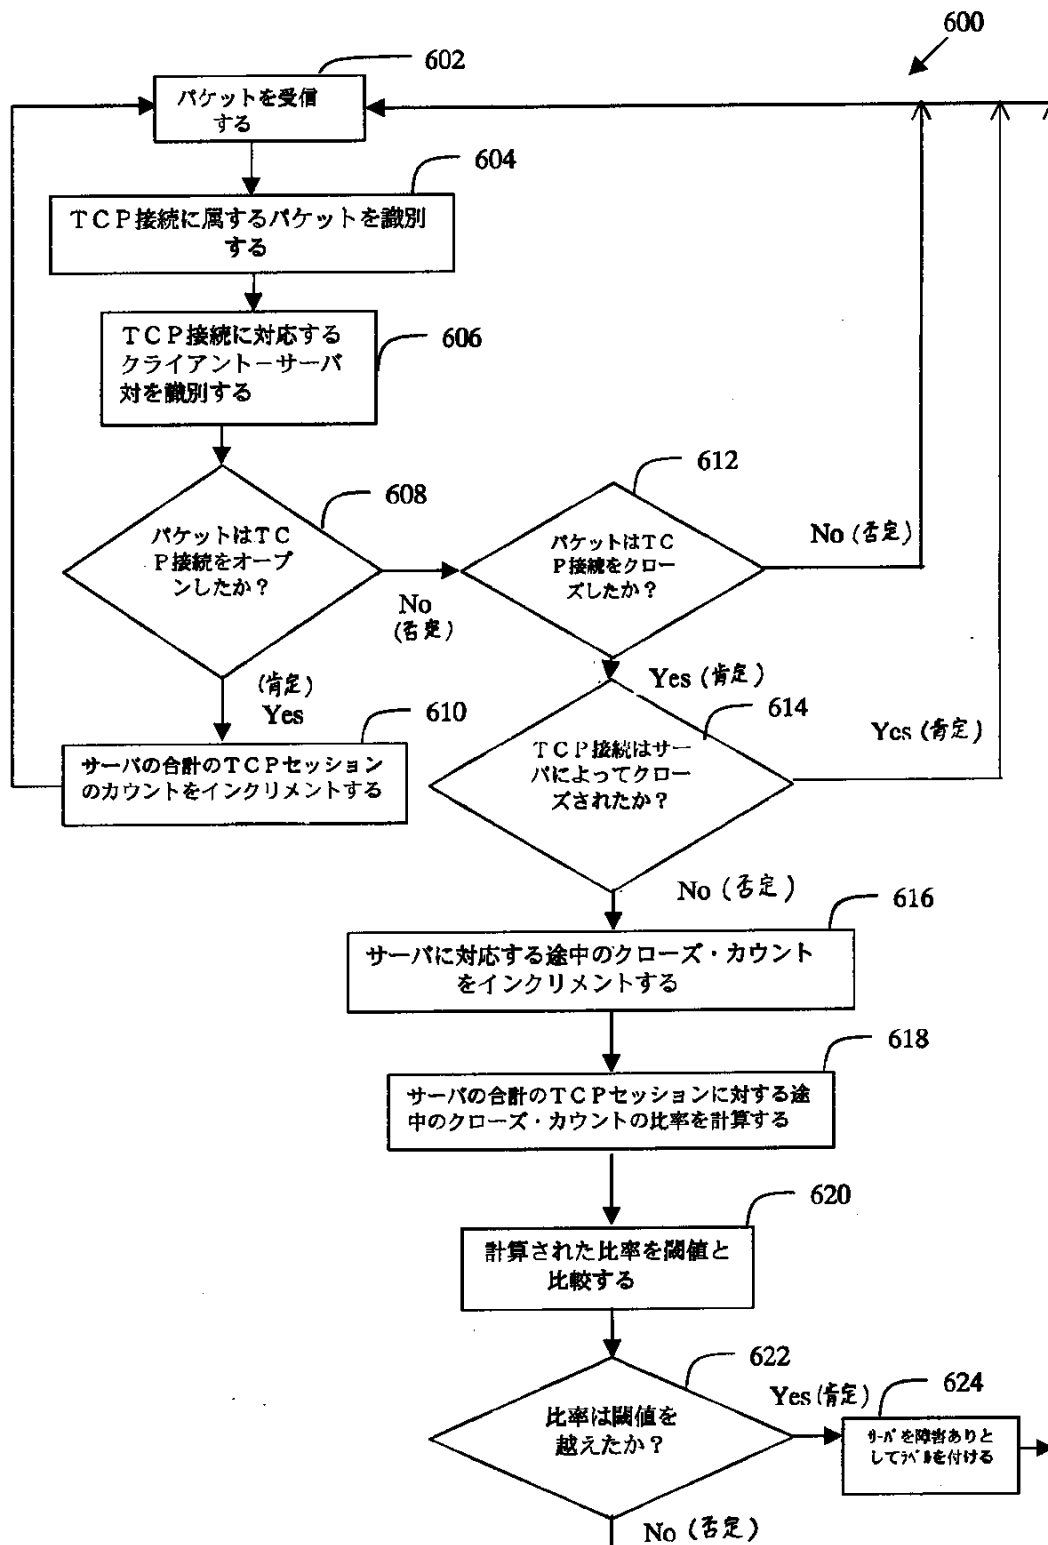 600
602
パケットを受信
する
604
TCP接続に属するパケットを識別
する
606
TCP接続に対応する
クライアント－サーバ
対を識別する
608
パケットはTC
P接続をオープ
ンしたか？
No
(否定)
(肯定)
Yes
610
サーバの合計のTCPセッション
のカウントをインクリメントする
612
パケットはTC
P接続をクロー
ズしたか？
No (否定)
Yes (肯定)
614
TCP接続はサー
バによってクロー
ズされたか？
Yes (肯定)
No (否定)
616
サーバに対応する途中のクローズ・カウント
をインクリメントする
618
サーバの合計のTCPセッションに対する途
中のクローズ・カウントの比率を計算する
620
計算された比率を閾値と
比較する
622
比率は閾値を
越えたか？
Yes (肯定)
624
ｻｰﾊﾞを障害ありと
してﾗﾍﾞﾙを付ける
No (否定)